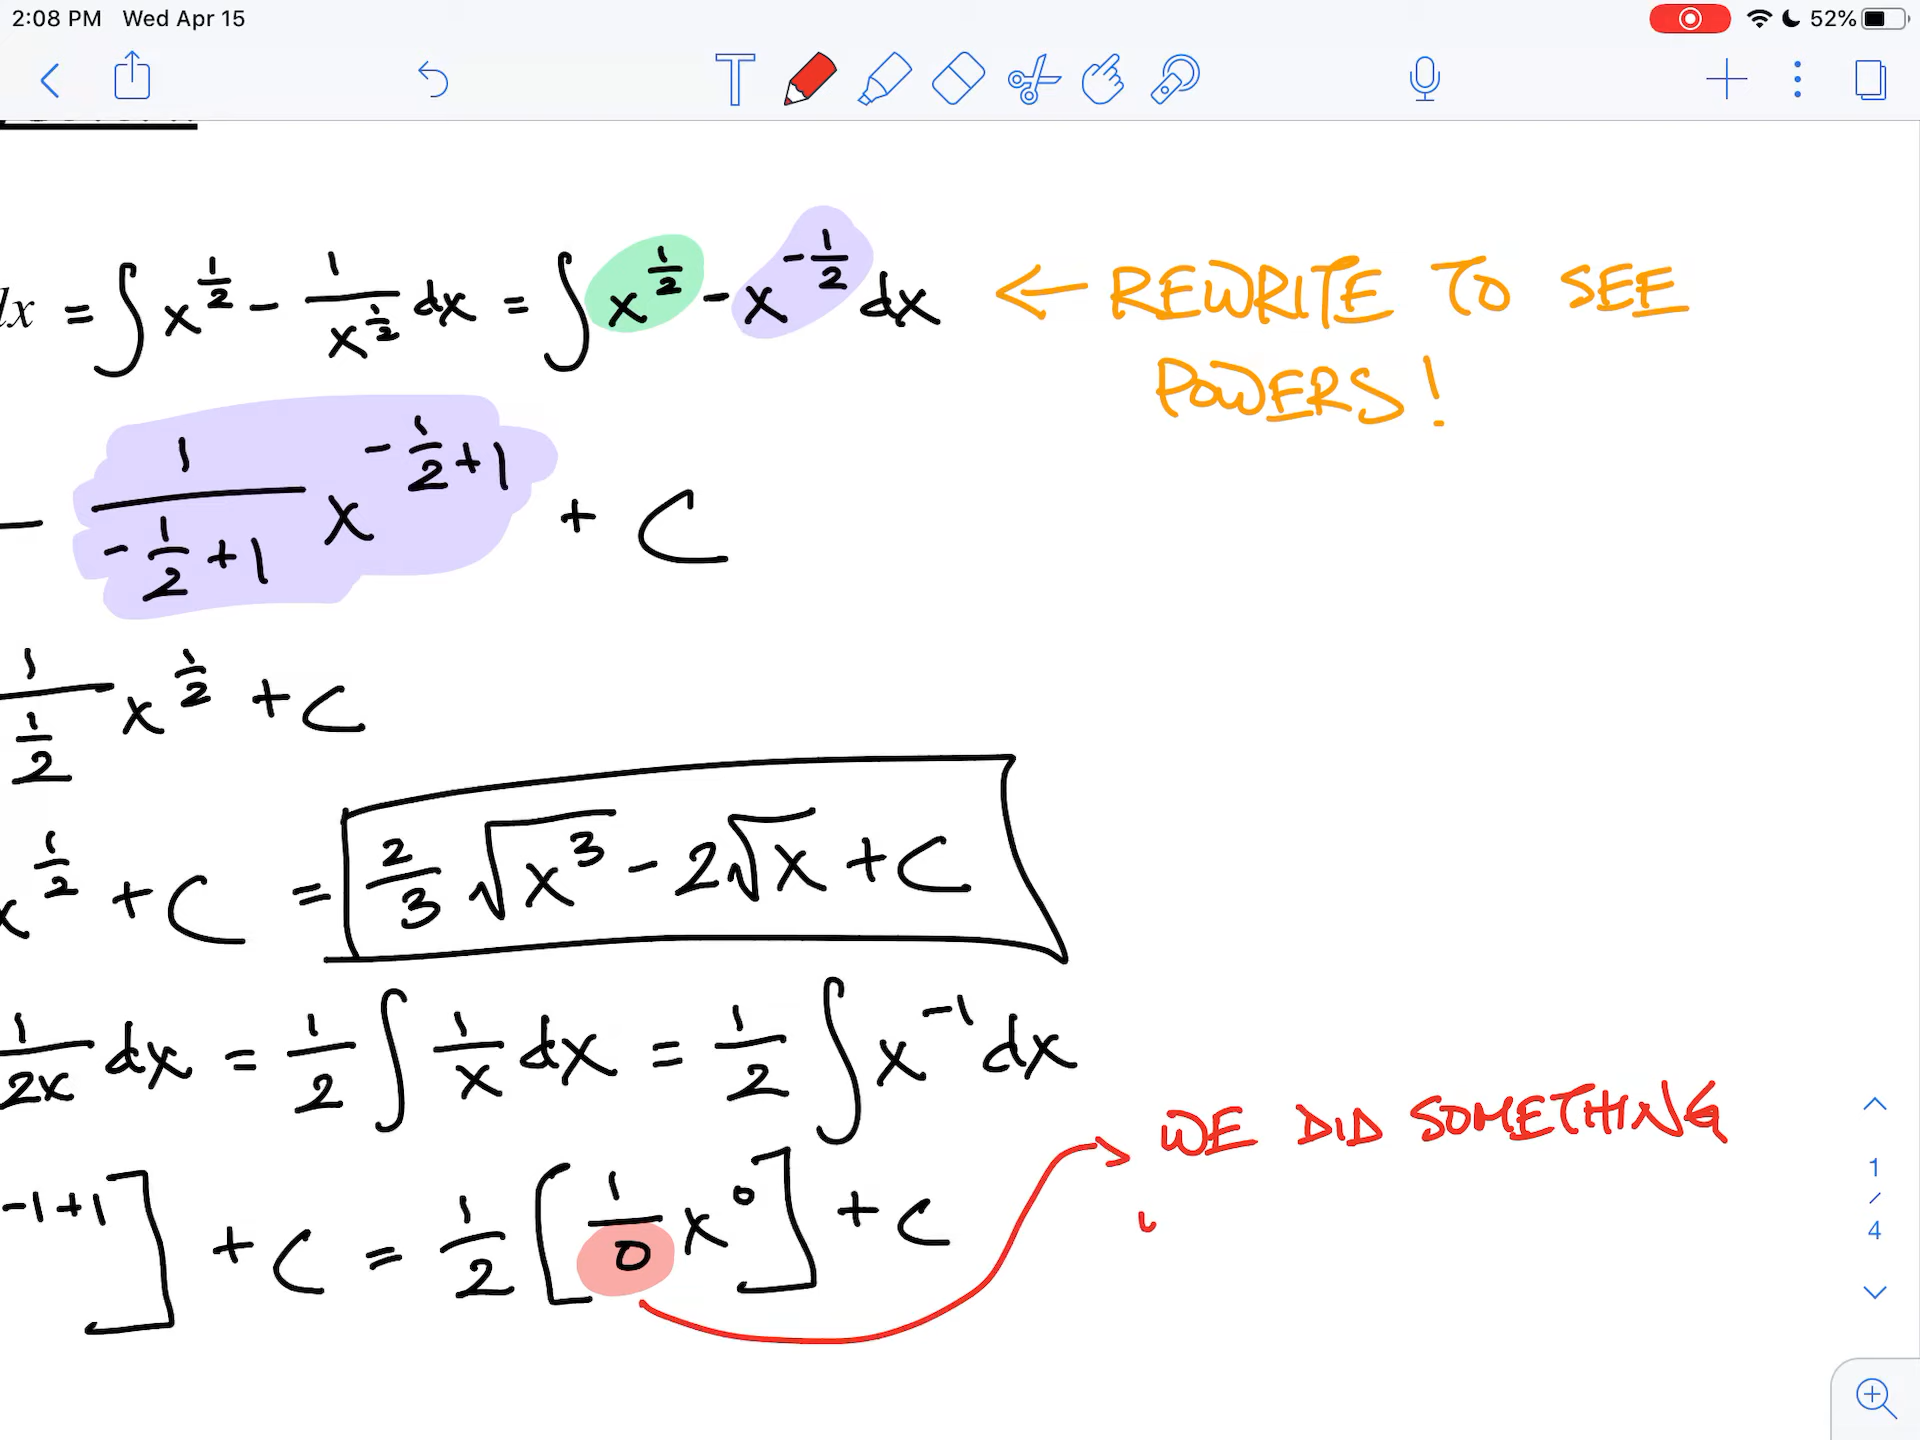 2:08 PM Wed Apr 15 52%
dx = ∫ x^{1/2} - 1/x^{1/2} dx = ∫ x^{1/2} - x^{-1/2} dx ← REWRITE TO SEE
POWERS!
- 1/(-1/2+1) x^{-1/2+1} + C
1/(1/2) x^{1/2} + C
x^{1/2} + C = 2/3 √(x^3) - 2√x + C
1/2x dx = 1/2 ∫ 1/x dx = 1/2 ∫ x^{-1} dx
WE DID SOMETHING
-1+1 ] + C = 1/2 [ 1/0 x^0 ] + C
1
/
4